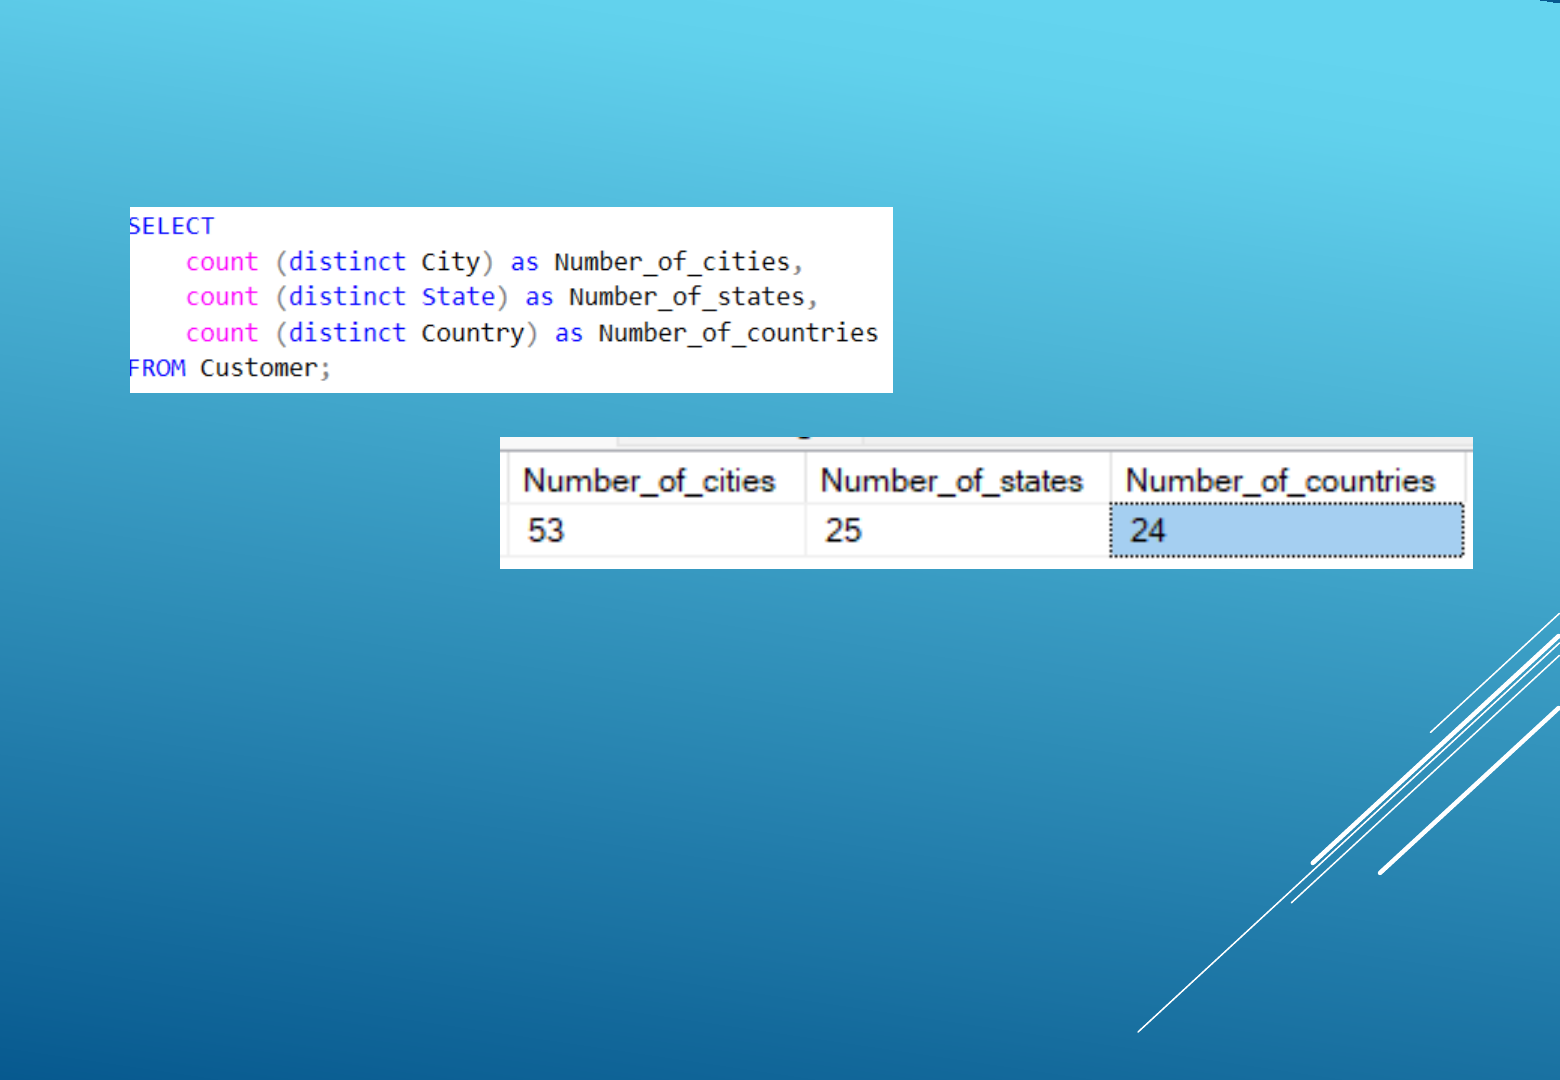 SELECT
count (distinct City) as Number_of_cities,
count (distinct State) as Number_of_states,
count (distinct Country) as Number_of_countries
FROM Customer;
Number_of_cities Number_of_states Number_of_countries
53 25 24